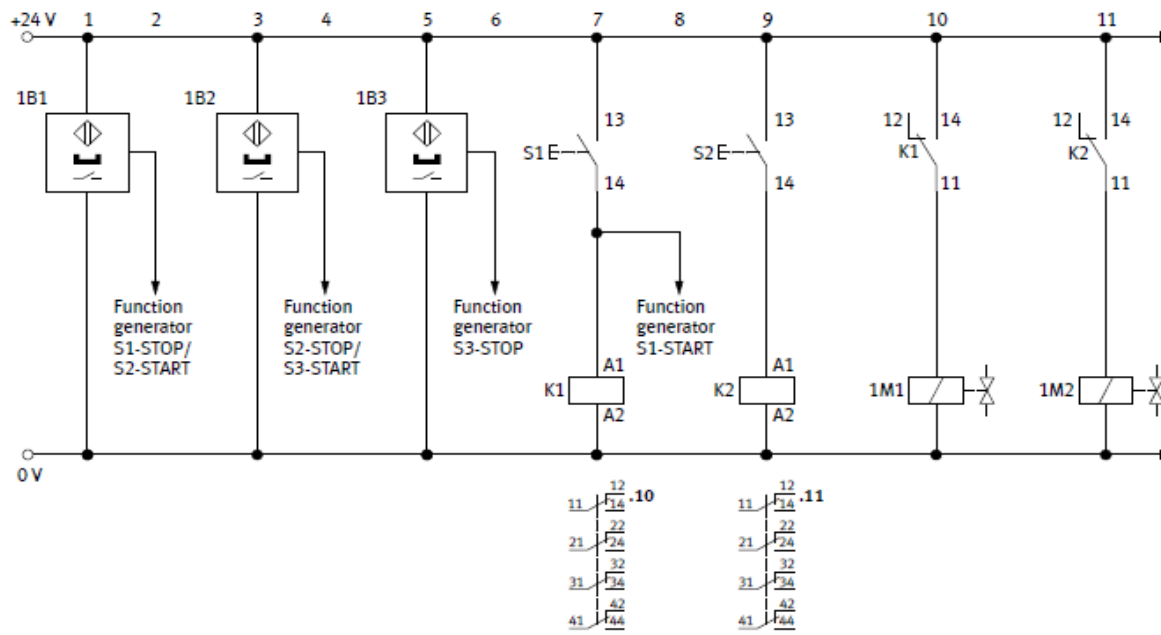 +24 V 1 2 3 4 5 6 7 8 9 10 11
1B1 1B2 1B3
13 13 12 14 12 14
S1 S2 K1 K2
14 14 11 11
Function Function Function Function
generator generator generator generator
S1-STOP/ S2-STOP/ S3-STOP S1-START
S2-START S3-START
A1 A1
K1 K2 1M1 1M2
A2 A2
0 V
12 12
11 14 .10 11 14 .11
22 22
21 24 21 24
32 32
31 34 31 34
42 42
41 44 41 44